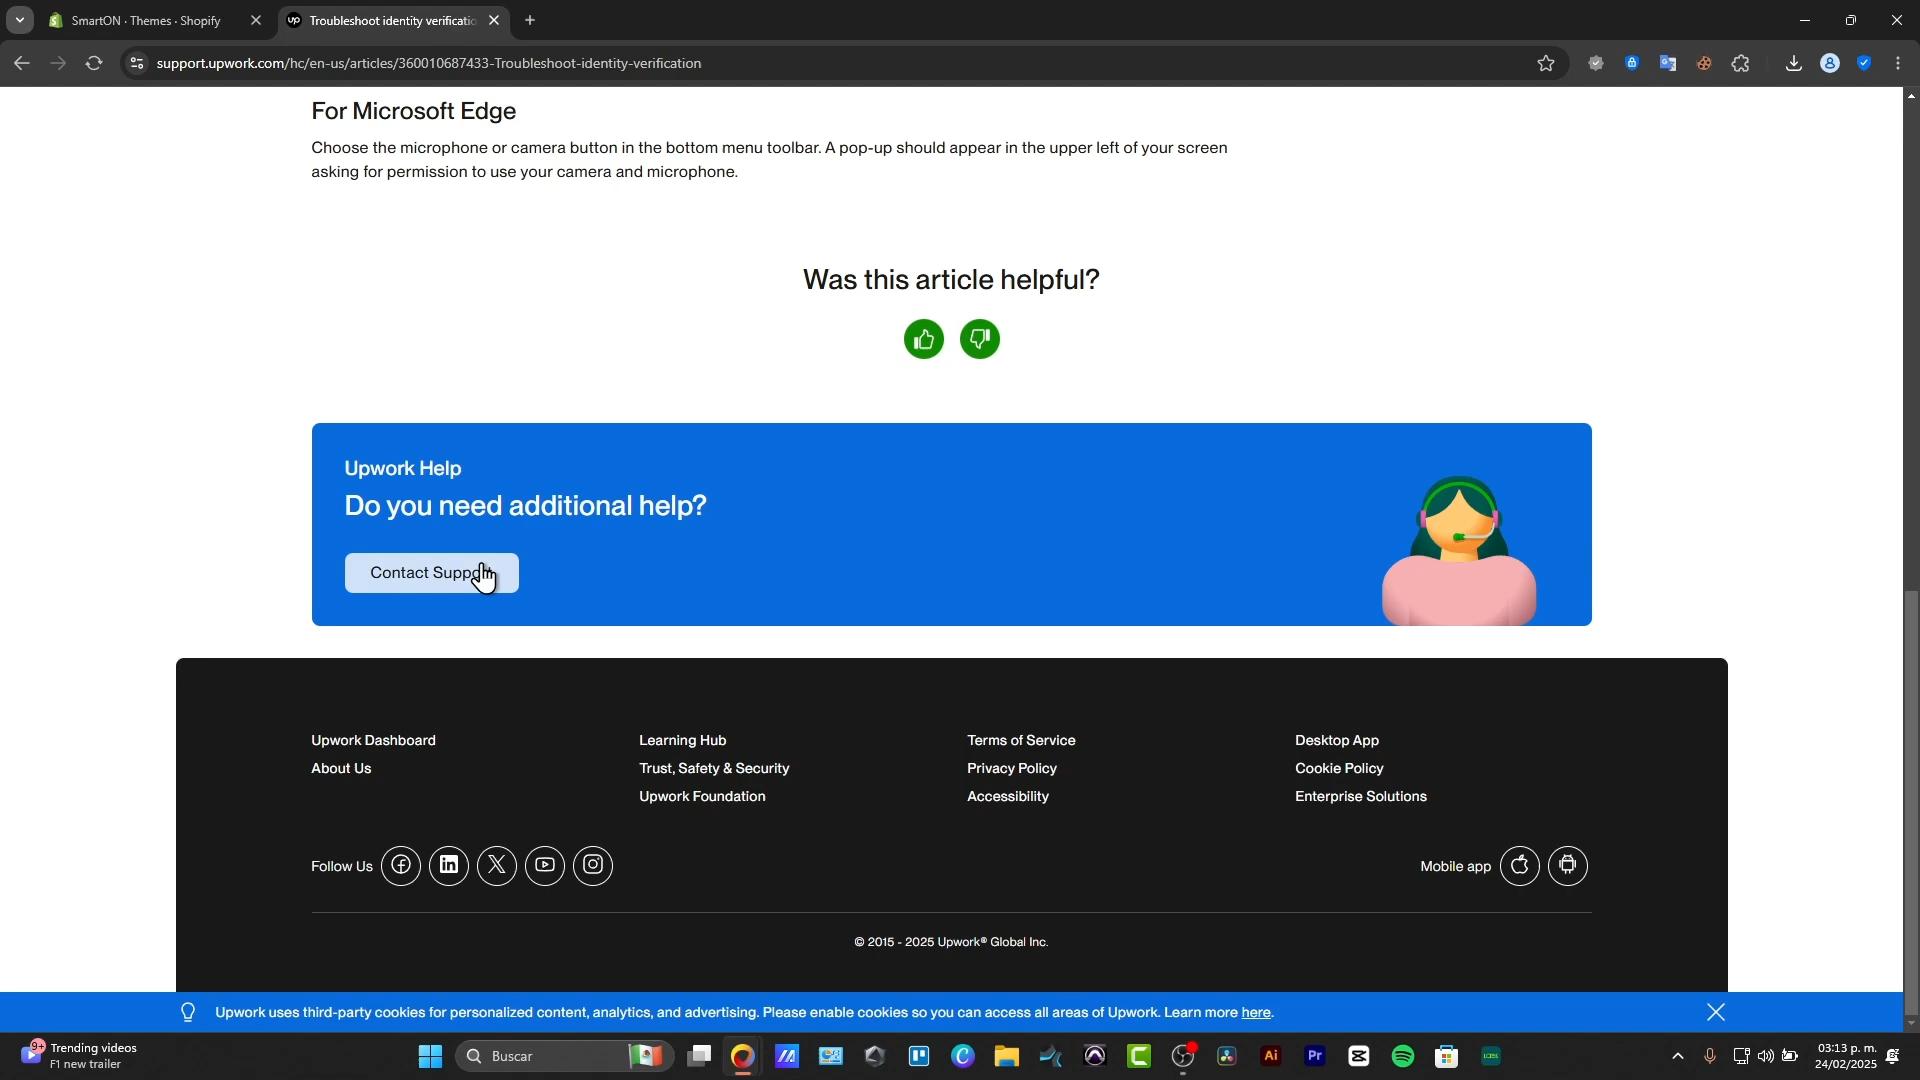 SmartON · Themes · Shopify
up
Troubleshoot identity verificatio
support.upwork.com/hc/en-us/articles/360010687433-Troubleshoot-identity-verification
For Microsoft Edge
Choose the microphone or camera button in the bottom menu toolbar. A pop-up should appear in the upper left of your screen
asking for permission to use your camera and microphone.
Was this article helpful?
Upwork Help
Do you need additional help?
Contact Support
Upwork Dashboard
Learning Hub
Terms of Service
Desktop App
About Us
Trust, Safety & Security
Privacy Policy
Cookie Policy
Upwork Foundation
Accessibility
Enterprise Solutions
Follow Us
Mobile app
© 2015 - 2025 Upwork® Global Inc.
Upwork uses third-party cookies for personalized content, analytics, and advertising. Please enable cookies so you can access all areas of Upwork. Learn more here.
9+
Trending videos
F1 new trailer
Buscar
Ai
Pr
03:13 p. m.
24/02/2025